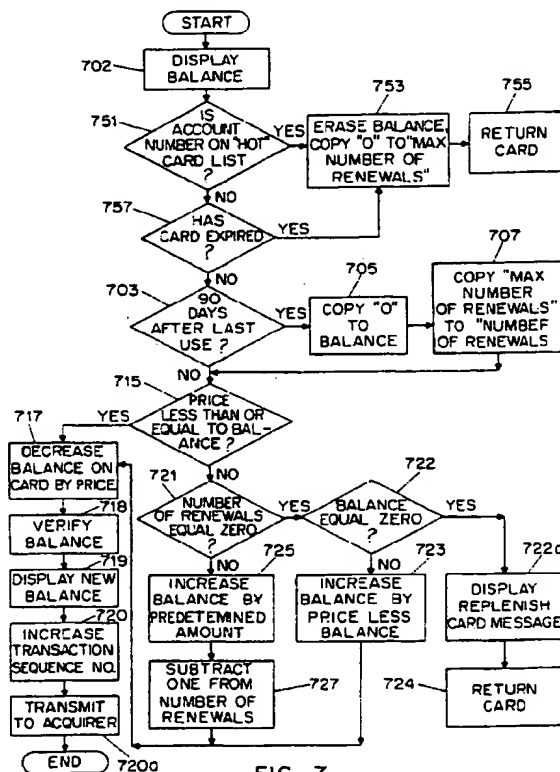 START
702
DISPLAY
BALANCE
751
IS
ACCOUNT
NUMBER ON "HOT"
CARD LIST
?
YES
NO
753
ERASE BALANCE,
COPY "O" TO "MAX
NUMBER OF
RENEWALS"
755
RETURN
CARD
757
HAS
CARD EXPIRED
?
YES
NO
703
90
DAYS
AFTER LAST
USE ?
YES
NO
705
COPY "O"
TO
BALANCE
707
COPY "MAX
NUMBER
OF RENEWALS"
TO "NUMBEF
OF RENEWALS
715
PRICE
LESS THAN OR
EQUAL TO BAL-
ANCE ?
YES
NO
717
DECREASE
BALANCE ON
CARD BY PRICE
718
VERIFY
BALANCE
719
DISPLAY NEW
BALANCE
720
INCREASE
TRANSACTION
SEQUENCE NO.
TRANSMIT
TO ACQUIRER
720a
END
721
NUMBER
OF RENEWALS
EQUAL ZERO
?
YES
NO
722
BALANCE
EQUAL ZERO
?
YES
NO
725
INCREASE
BALANCE BY
PREDETEMINED
AMOUNT
723
INCREASE
BALANCE BY
PRICE LESS
BALANCE
722a
DISPLAY
REPLENISH
CARD MESSAGE
727
SUBTRACT
ONE FROM
NUMBER OF
RENEWALS
724
RETURN
CARD